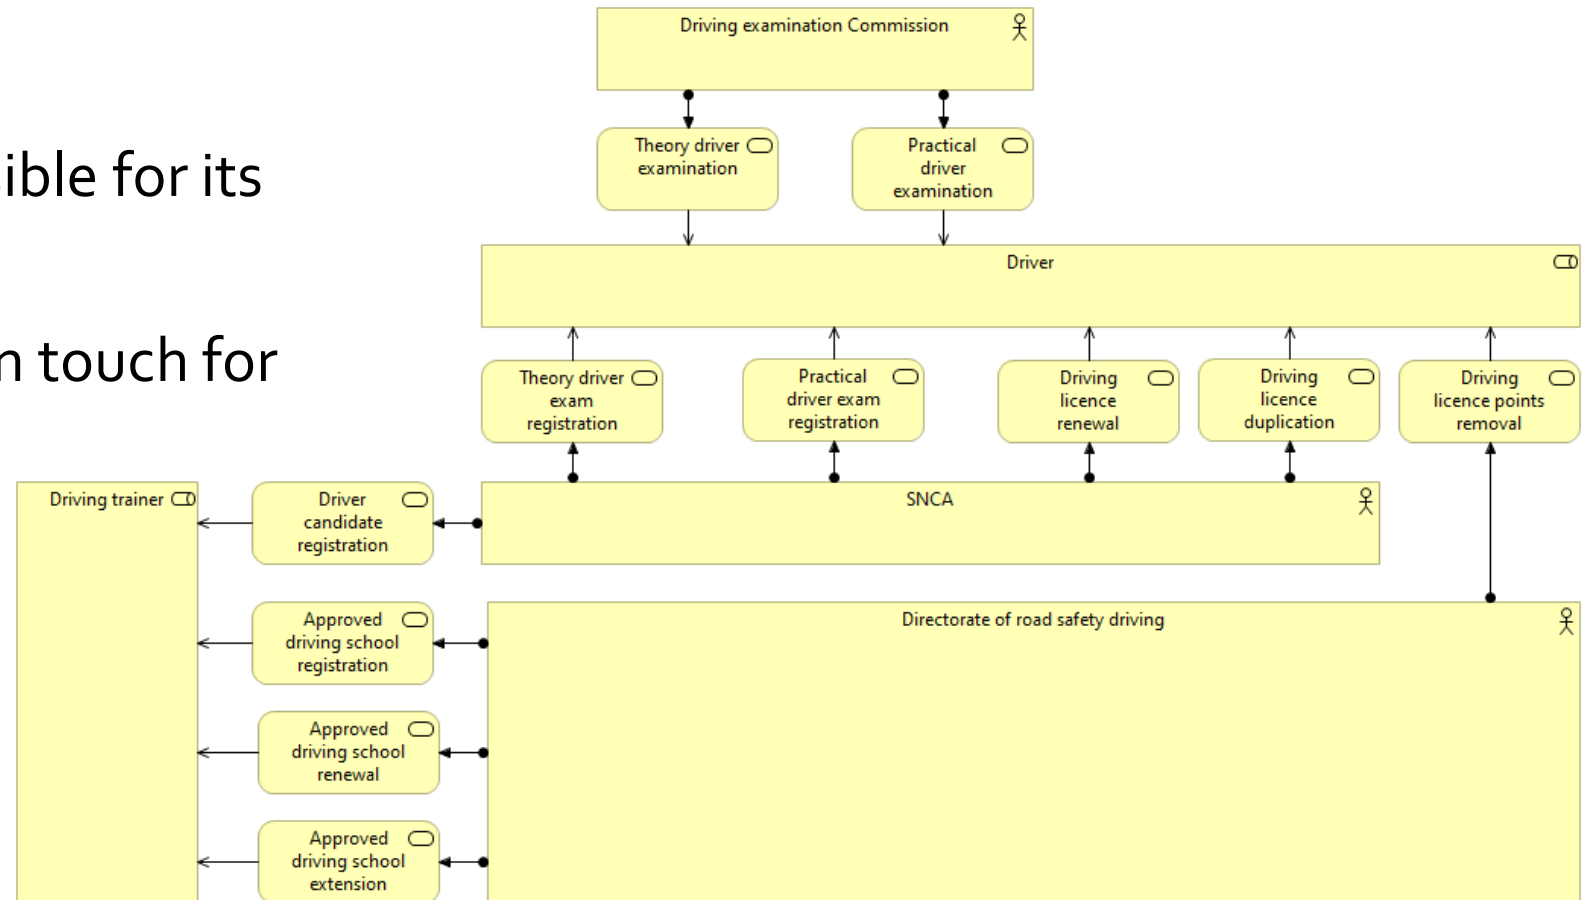 Driving examination Commission
Theory driver
examination
Practical
driver
examination
ible for its
Driver
n touch for
Theory driver
exam
registration
Practical
driver exam
registration
Driving
licence
renewal
Driving
licence
duplication
Driving
licence points
removal
Driving trainer
Driver
candidate
registration
SNCA
Approved
driving school
registration
Directorate of road safety driving
Approved
driving school
renewal
Approved
driving school
extension